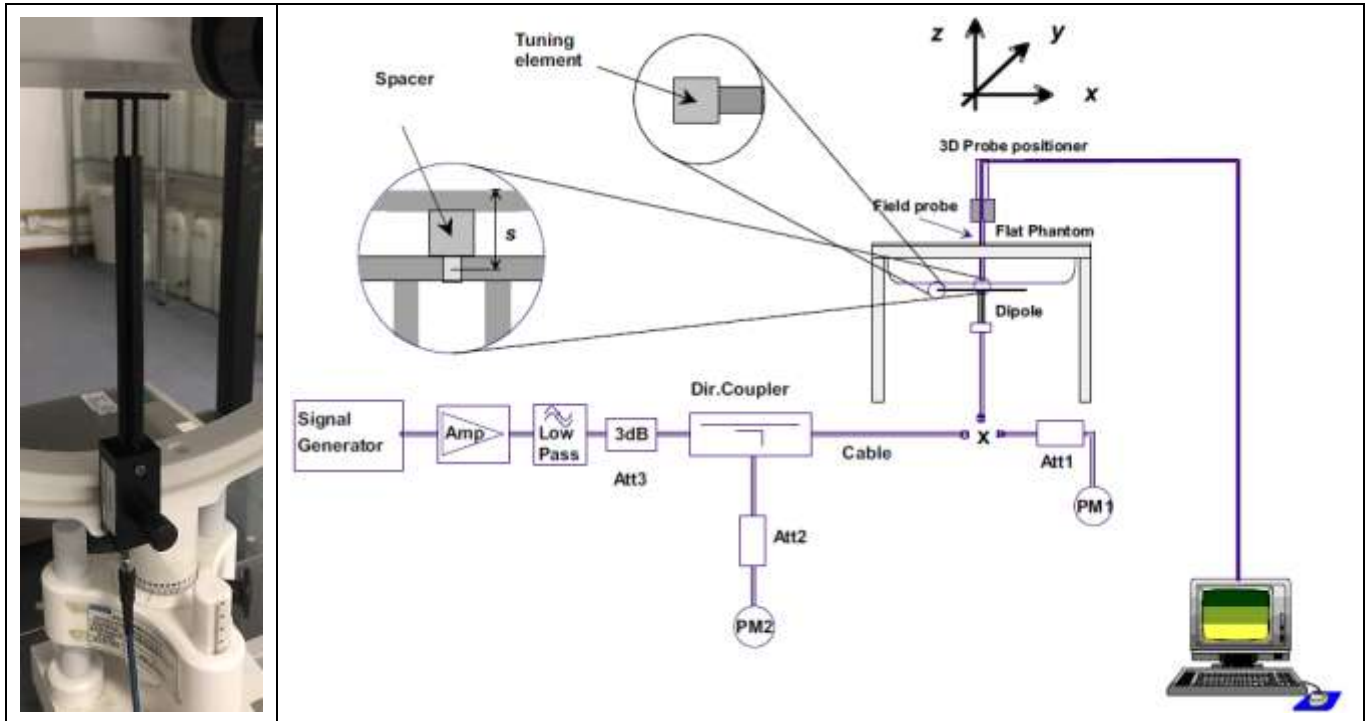 Tuning
element
Spacer
z
y
x
3D Probe positioner
Field probe
s
Flat Phantom
Dipole
Dir.Coupler
Signal
Generator
Amp
Low
Pass
3dB
Att3
Cable
x
Att1
PM1
Att2
PM2